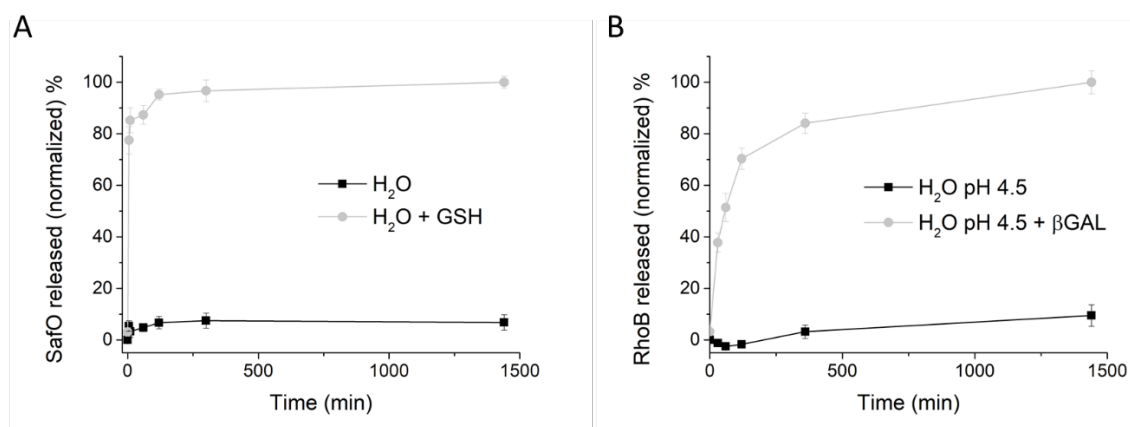 A
SafO released (normalized) %
100
80
60
40
20
0
H₂O
H₂O + GSH
0
500
1000
1500
Time (min)
B
RhoB released (normalized) %
100
80
60
40
20
0
H₂O pH 4.5
H₂O pH 4.5 + βGAL
0
500
1000
1500
Time (min)